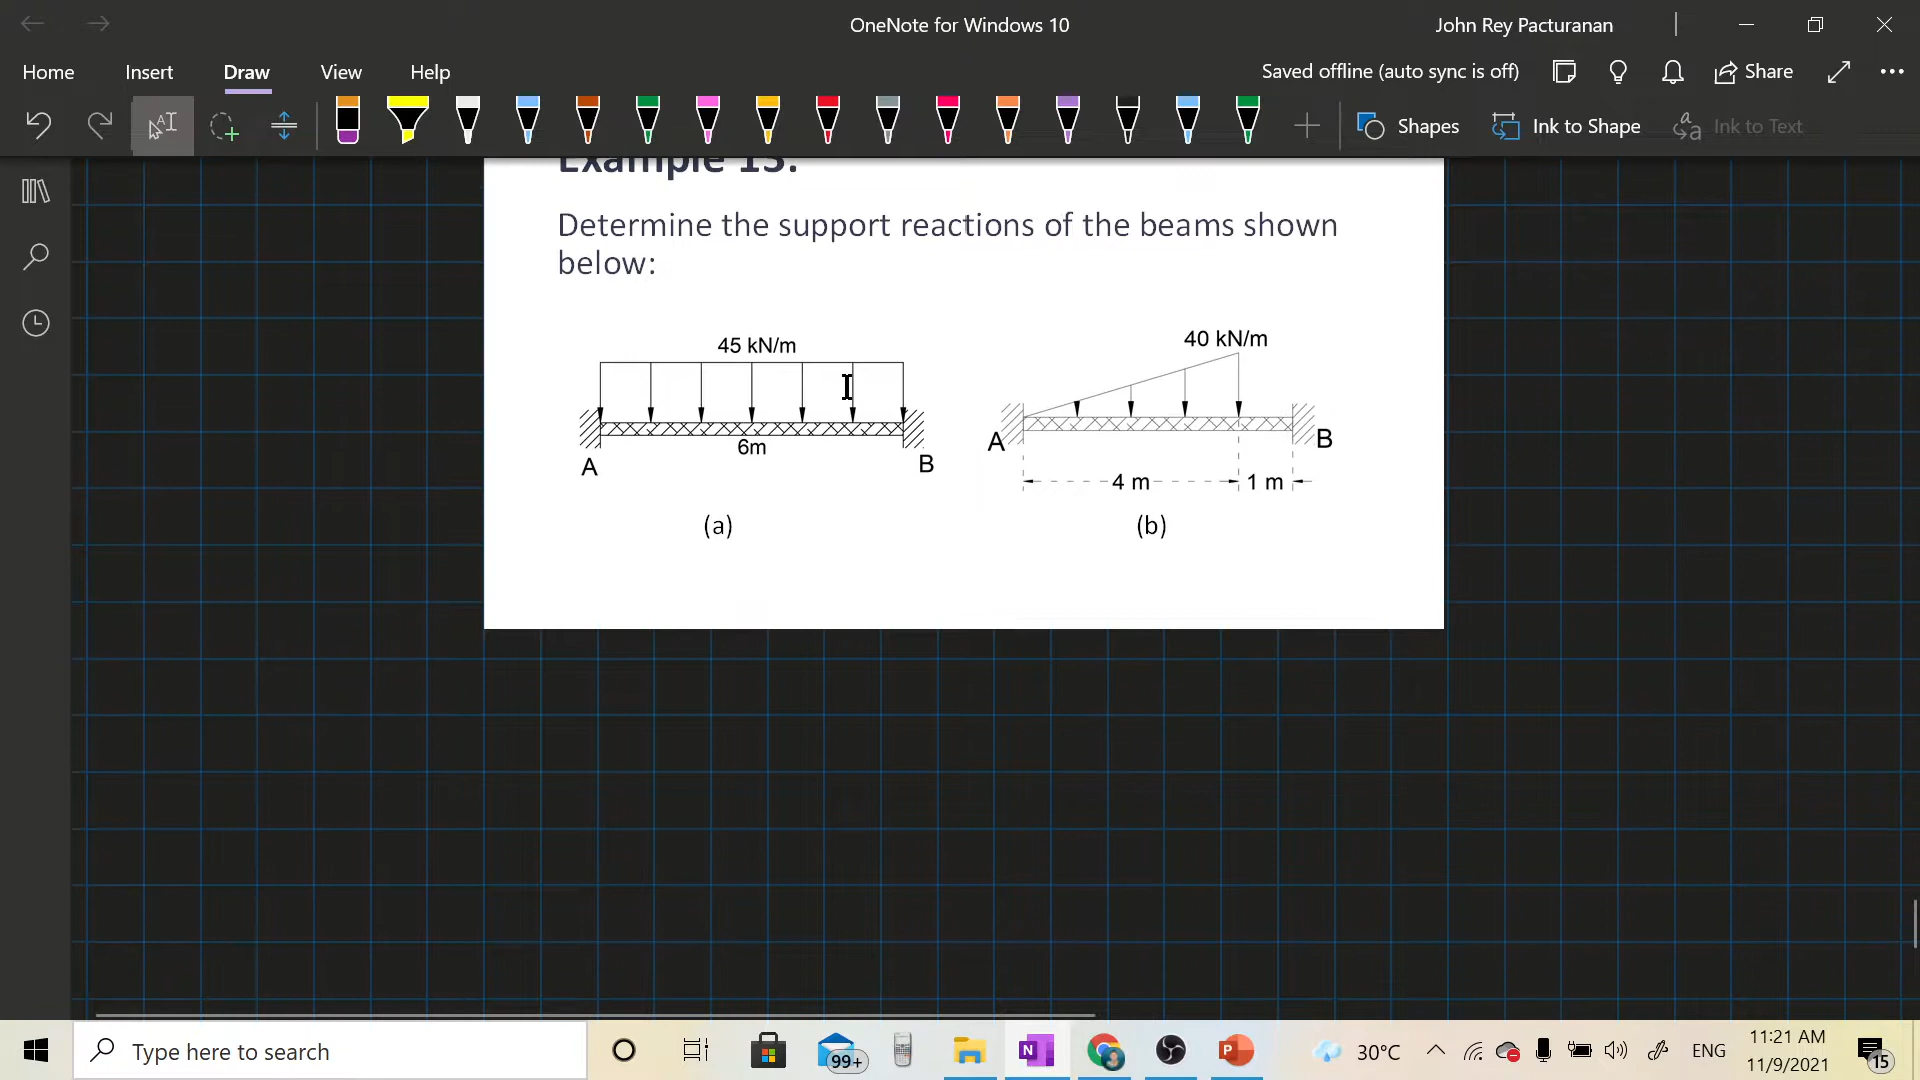 OneNote for Windows 10
John Rey Pacturanan
Home Insert Draw View Help
Saved offline (auto sync is off)
Share
Shapes
Ink to Shape
Ink to Text
Example 13:
Determine the support reactions of the beams shown
below:
45 kN/m
6m
A
B
(a)
40 kN/m
A
B
4 m
1 m
(b)
Type here to search
99+
N
P
30°C
ENG
11:21 AM
11/9/2021
15